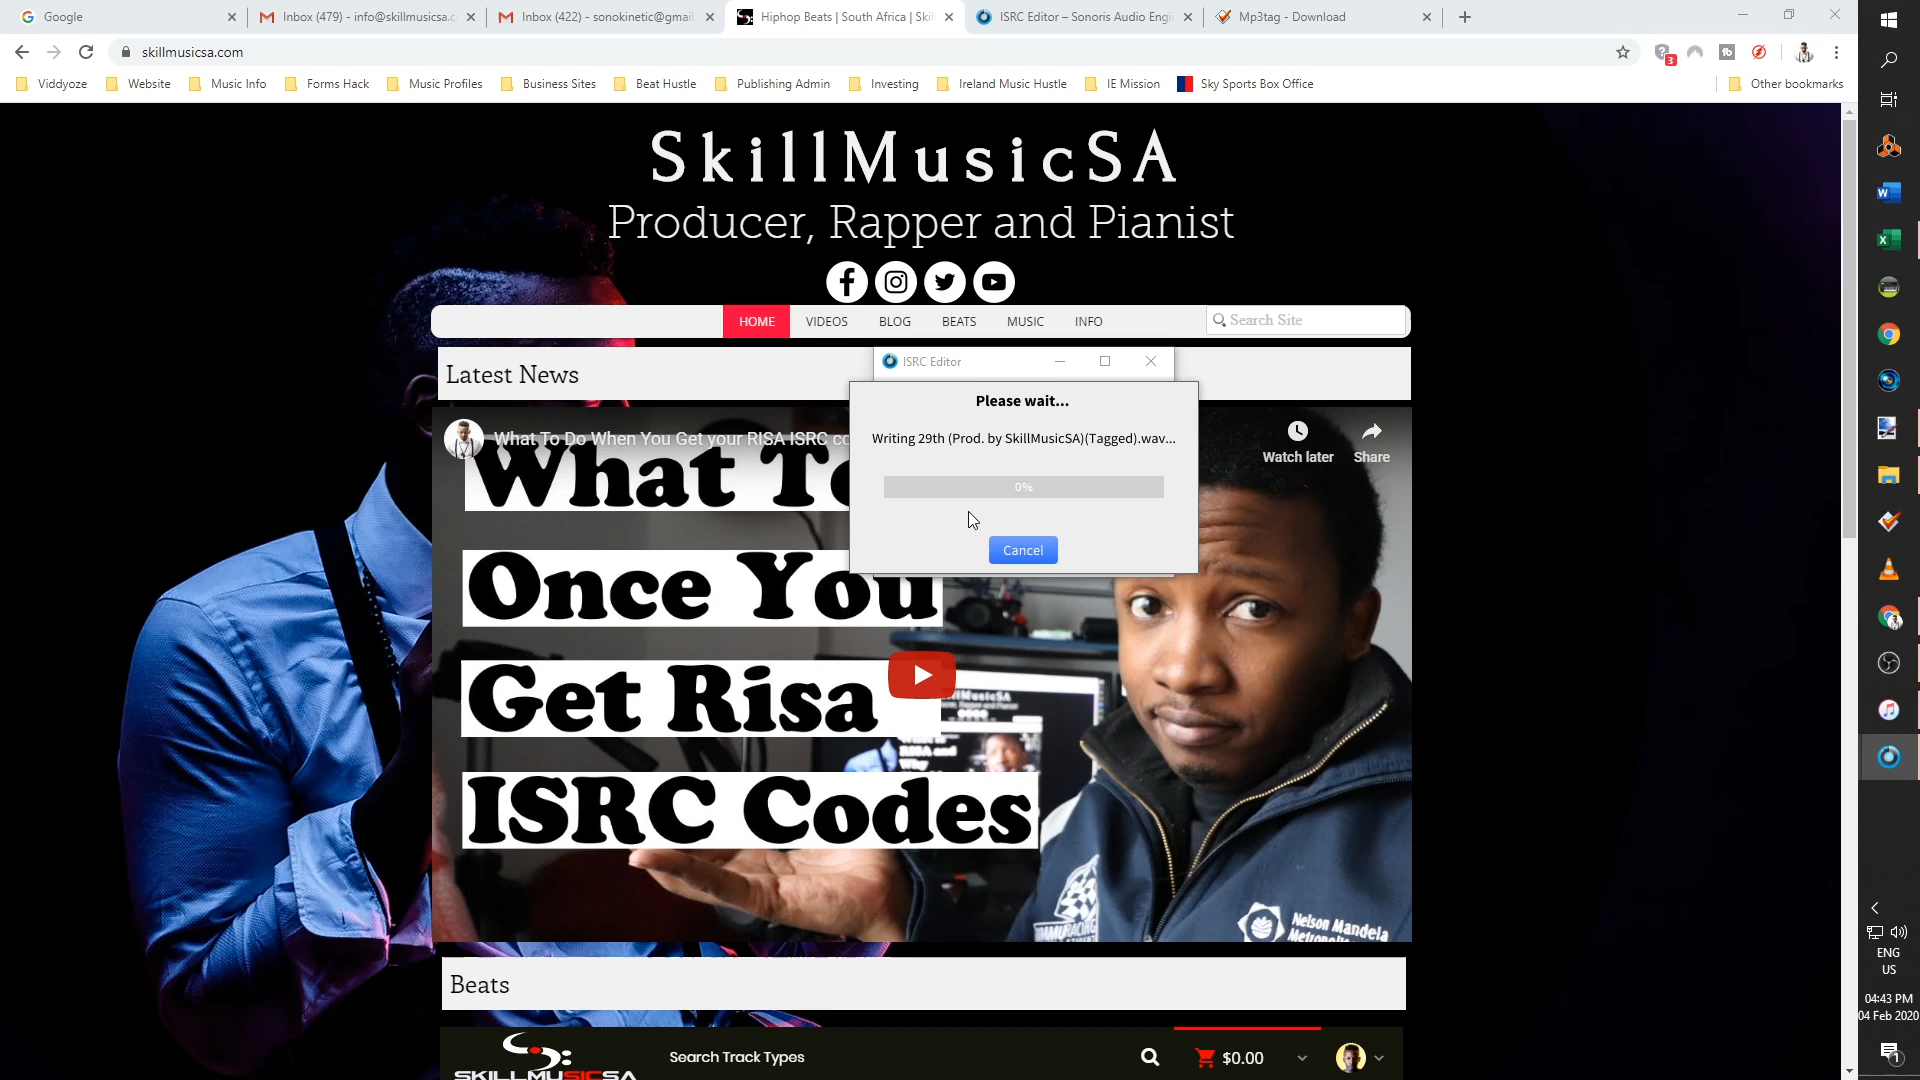 Google
Inbox (479) - info@skillmusicsa.c
Inbox (422) - sonokinetic@gmail.
Hiphop Beats | South Africa | Skil
ISRC Editor – Sonoris Audio Engi
Mp3tag - Download
skillmusicsa.com
3
Viddyoze
Website
Music Info
Forms Hack
Music Profiles
Business Sites
Beat Hustle
Publishing Admin
Investing
Ireland Music Hustle
IE Mission
Sky Sports Box Office
Other bookmarks
SkillMusicSA
Producer, Rapper and Pianist
HOME
VIDEOS
BLOG
BEATS
MUSIC
INFO
Search Site
Latest News
ISRC Editor
Please wait...
Writing 29th (Prod. by SkillMusicSA)(Tagged).wav...
0%
Cancel
What To Do When You Get your RISA ISRC co
Watch later
Share
What To
Once You
Get Risa
ISRC Codes
Nelson Mandela
Beats
SKILLMUSICSA
Search Track Types
$0.00
ENG
US
04:43 PM
04 Feb 2020
1